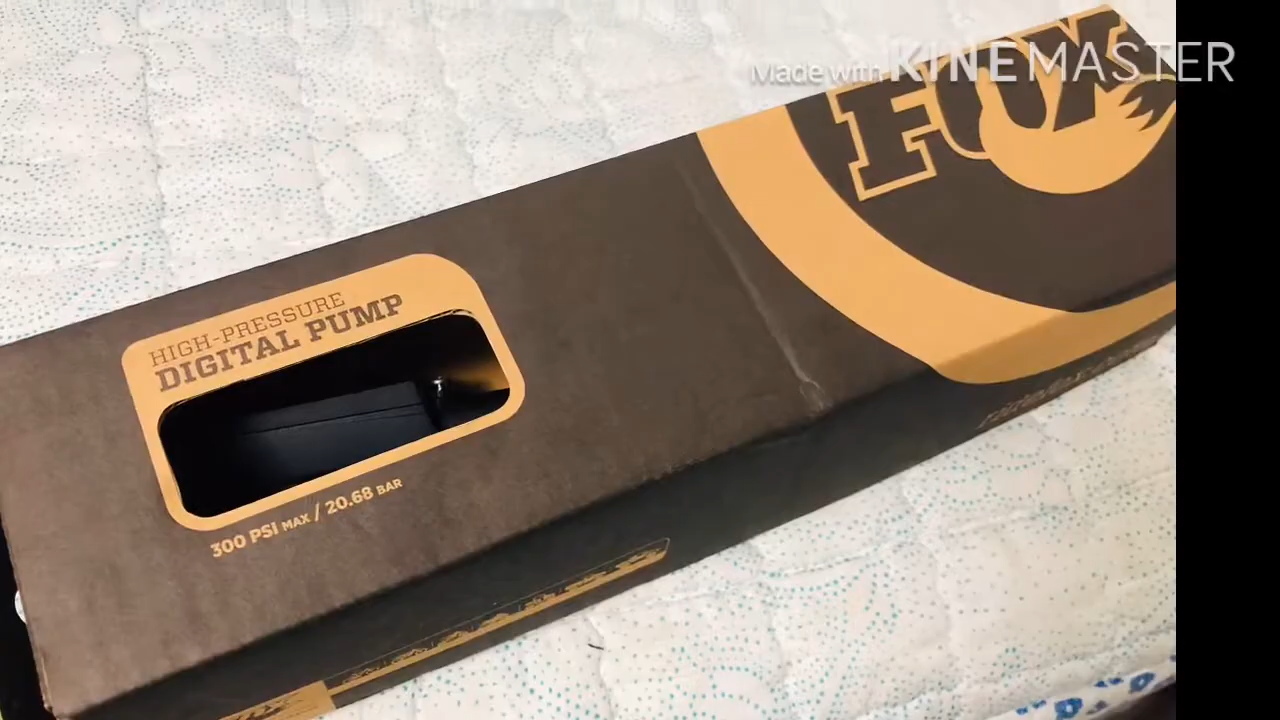 Made with KINEMASTER
FOX
HIGH-PRESSURE
DIGITAL PUMP
300 PSI MAX / 20.68 BAR